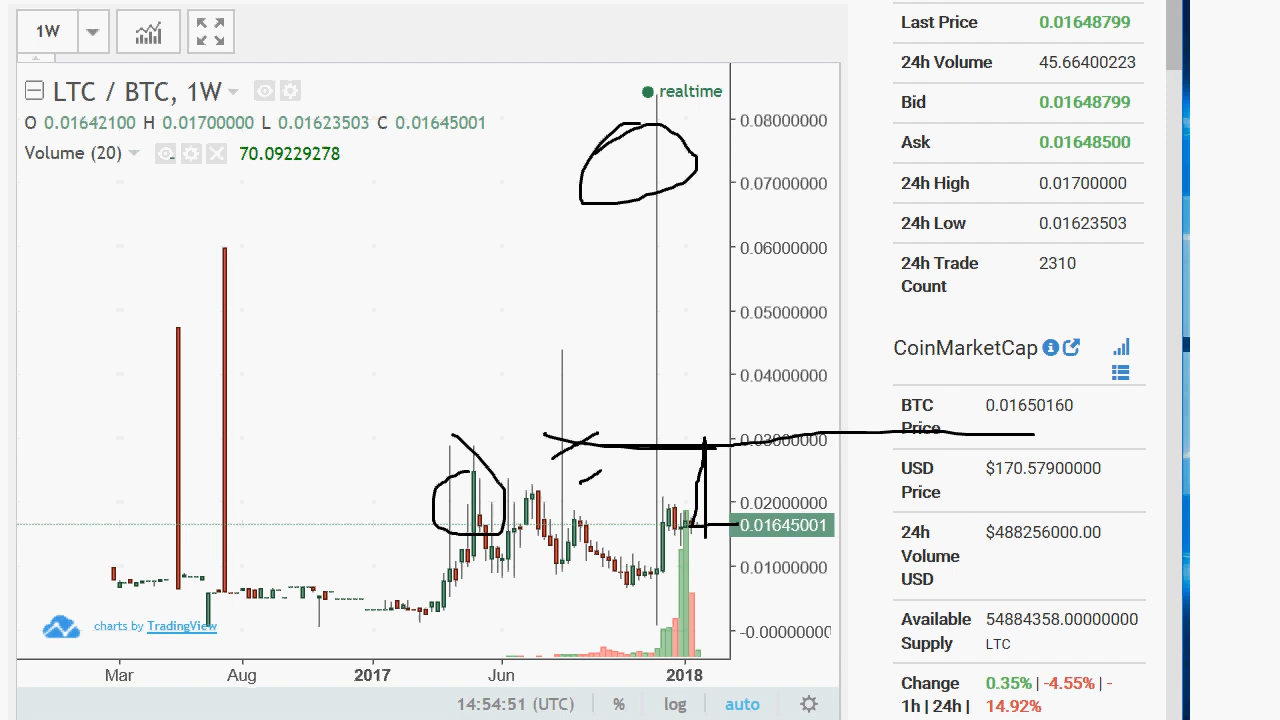 1W
LTC / BTC, 1W
realtime
O 0.01642100 H 0.01700000 L 0.01623503 C 0.01645001
Volume (20) 70.09229278
0.08000000
0.07000000
0.06000000
0.05000000
0.04000000
0.03000000
0.02000000
0.01645001
0.01000000
-0.00000000
charts by TradingView
Mar Aug 2017 Jun 2018
14:54:51 (UTC) % log auto
Last Price 0.01648799
24h Volume 45.66400223
Bid 0.01648799
Ask 0.01648500
24h High 0.01700000
24h Low 0.01623503
24h Trade 2310
Count
CoinMarketCap
BTC 0.01650160
Price
USD $170.57900000
Price
24h $488256000.00
Volume
USD
Available 54884358.00000000
Supply LTC
Change 0.35% | -4.55% | -
1h | 24h | 14.92%